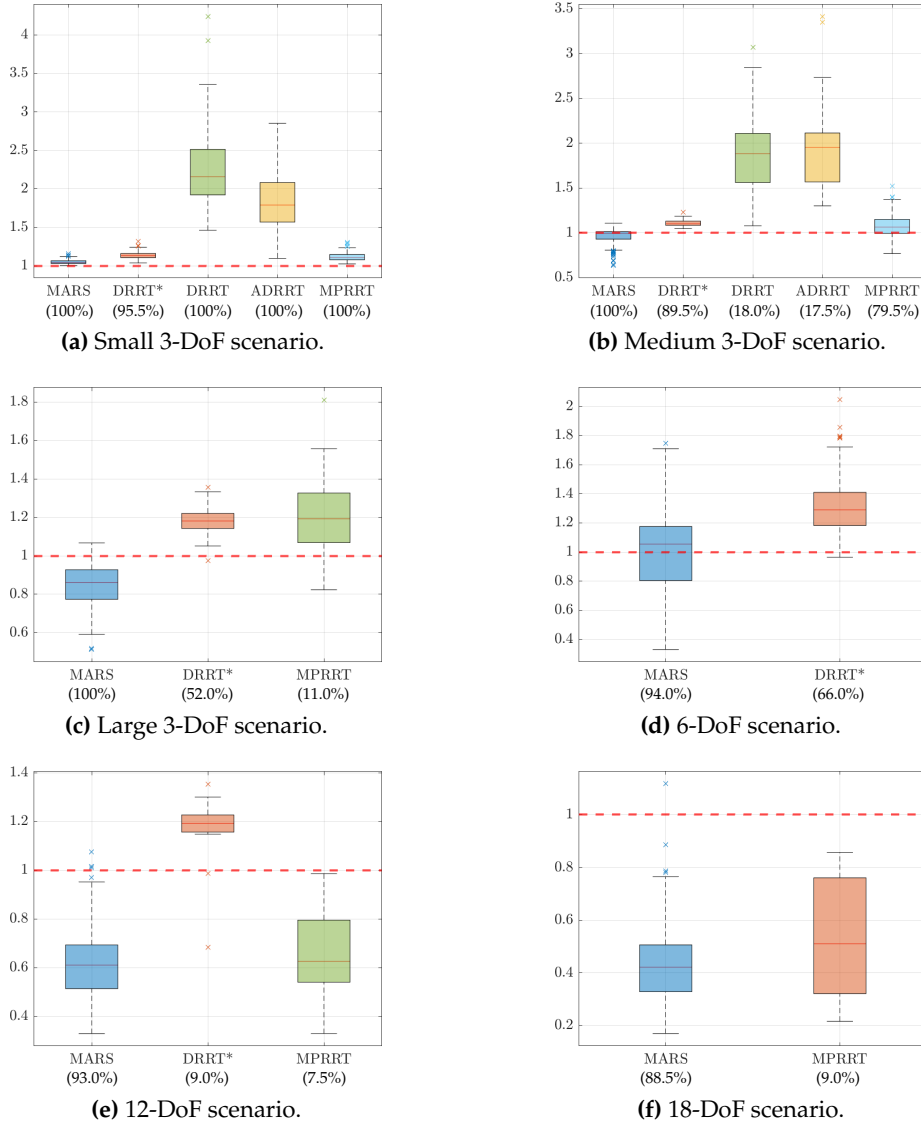 4
3.5
3
2.5
2
1.5
1
MARS DRRT* DRRT ADRRT MPRRT
(100%) (95.5%) (100%) (100%) (100%)
(a) Small 3-DoF scenario.
3.5
3
2.5
2
1.5
1
0.5
MARS DRRT* DRRT ADRRT MPRRT
(100%) (89.5%) (18.0%) (17.5%) (79.5%)
(b) Medium 3-DoF scenario.
1.8
1.6
1.4
1.2
1
0.8
0.6
MARS DRRT* MPRRT
(100%) (52.0%) (11.0%)
(c) Large 3-DoF scenario.
2
1.8
1.6
1.4
1.2
1
0.8
0.6
0.4
MARS DRRT*
(94.0%) (66.0%)
(d) 6-DoF scenario.
1.4
1.2
1
0.8
0.6
0.4
MARS DRRT* MPRRT
(93.0%) (9.0%) (7.5%)
(e) 12-DoF scenario.
1
0.8
0.6
0.4
0.2
MARS MPRRT
(88.5%) (9.0%)
(f) 18-DoF scenario.